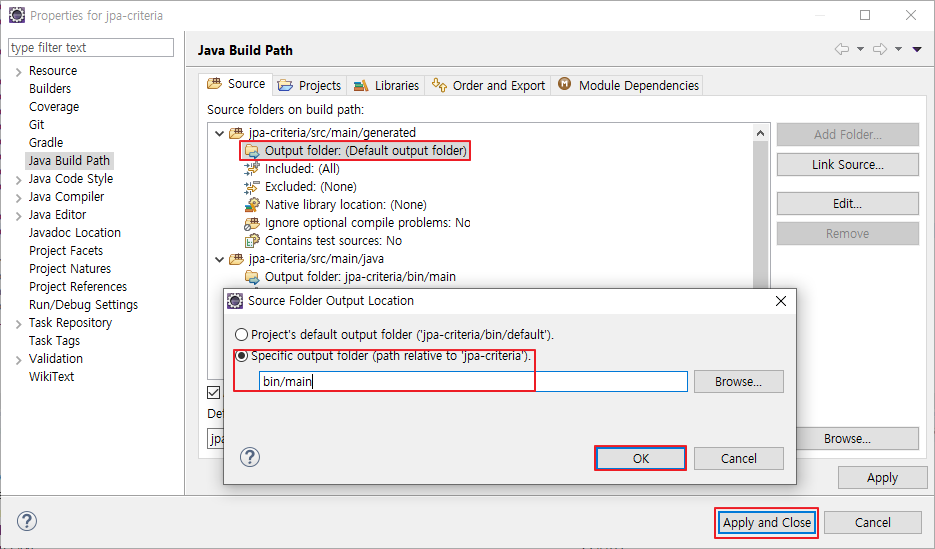 Properties for jpa-criteria
type filter text
Resource
Builders
Coverage
Git
Gradle
Java Build Path
Java Code Style
Java Compiler
Java Editor
Javadoc Location
Project Facets
Project Natures
Project References
Run/Debug Settings
Task Repository
Task Tags
Validation
WikiText
Java Build Path
Source Projects Libraries Order and Export Module Dependencies
Source folders on build path:
jpa-criteria/src/main/generated
Output folder: (Default output folder)
Included: (All)
Excluded: (None)
Native library location: (None)
Ignore optional compile problems: No
Contains test sources: No
jpa-criteria/src/main/java
Output folder: jpa-criteria/bin/main
Add Folder...
Link Source...
Edit...
Remove
Source Folder Output Location
Project's default output folder ('jpa-criteria/bin/default').
Specific output folder (path relative to 'jpa-criteria').
bin/main
Browse...
OK
Cancel
Browse...
Apply
Apply and Close
Cancel